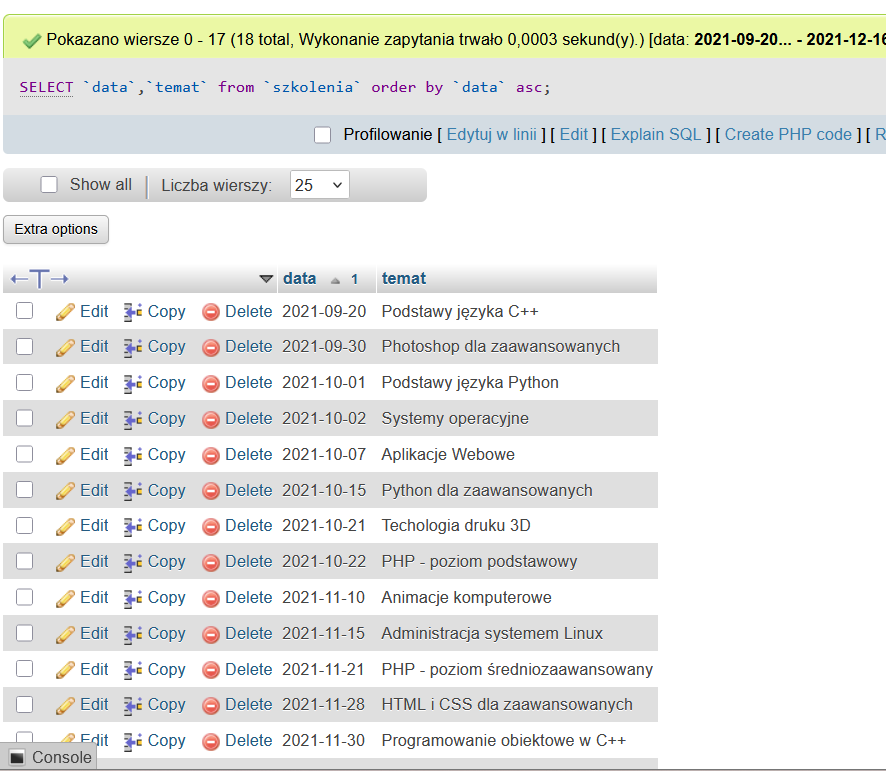 Pokazano wiersze 0 - 17 (18 total, Wykonanie zapytania trwało 0,0003 sekund(y).) [data: 2021-09-20... - 2021-12-16
SELECT `data`,`temat` from `szkolenia` order by `data` asc;
Profilowanie [ Edytuj w linii ] [ Edit ] [ Explain SQL ] [ Create PHP code ] [ R
Show all | Liczba wierszy: 25
Extra options
←T→ data 1 temat
Edit Copy Delete 2021-09-20 Podstawy języka C++
Edit Copy Delete 2021-09-30 Photoshop dla zaawansowanych
Edit Copy Delete 2021-10-01 Podstawy języka Python
Edit Copy Delete 2021-10-02 Systemy operacyjne
Edit Copy Delete 2021-10-07 Aplikacje Webowe
Edit Copy Delete 2021-10-15 Python dla zaawansowanych
Edit Copy Delete 2021-10-21 Techologia druku 3D
Edit Copy Delete 2021-10-22 PHP - poziom podstawowy
Edit Copy Delete 2021-11-10 Animacje komputerowe
Edit Copy Delete 2021-11-15 Administracja systemem Linux
Edit Copy Delete 2021-11-21 PHP - poziom średniozaawansowany
Edit Copy Delete 2021-11-28 HTML i CSS dla zaawansowanych
Edit Copy Delete 2021-11-30 Programowanie obiektowe w C++
Console